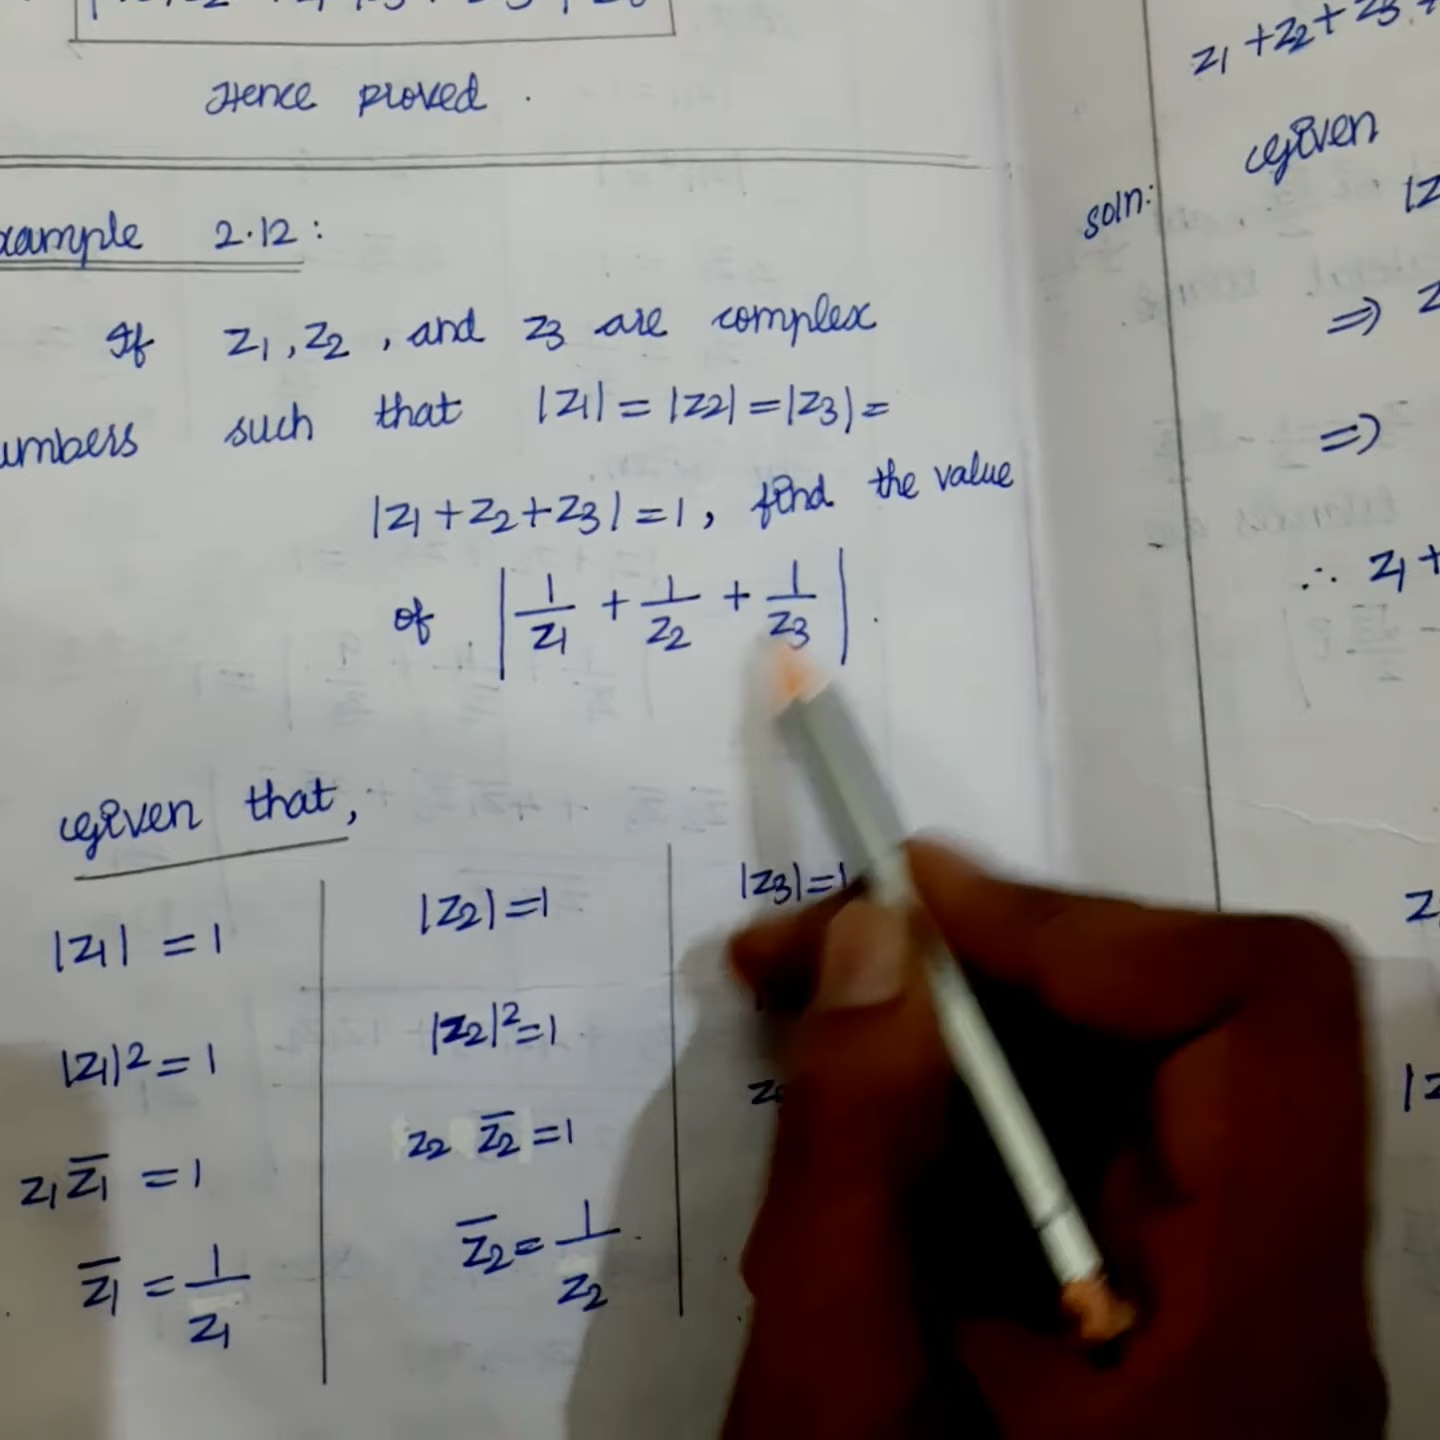 Hence proved.
xample 2.12:
If z₁, z₂, and z₃ are complex
umbers such that |z₁| = |z₂| = |z₃| =
|z₁ + z₂ + z₃| = 1, find the value
of | 1/z₁ + 1/z₂ + 1/z₃ |.
Given that,
|z₁| = 1
|z₁|² = 1
z₁ z̄₁ = 1
z̄₁ = 1/z₁
|z₂| = 1
|z₂|² = 1
z₂ z̄₂ = 1
z̄₂ = 1/z₂.
|z₃| = 1
z₁ + z₂ + z₃
soln: Given
|z
⇒ z
⇒
∴ z₁ +
z
|z